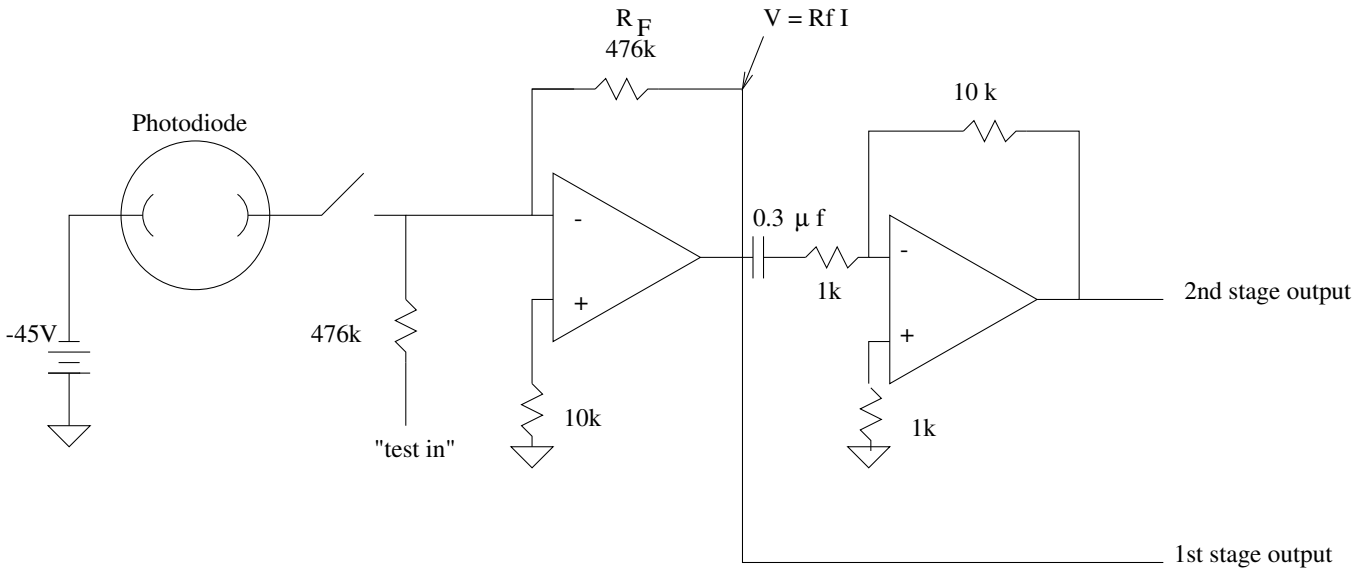 R F
476k
V = Rf I
Photodiode
10 k
-
0.3 μ f
-
1k
+
2nd stage output
-45V
476k
+
10k
1k
"test in"
1st stage output